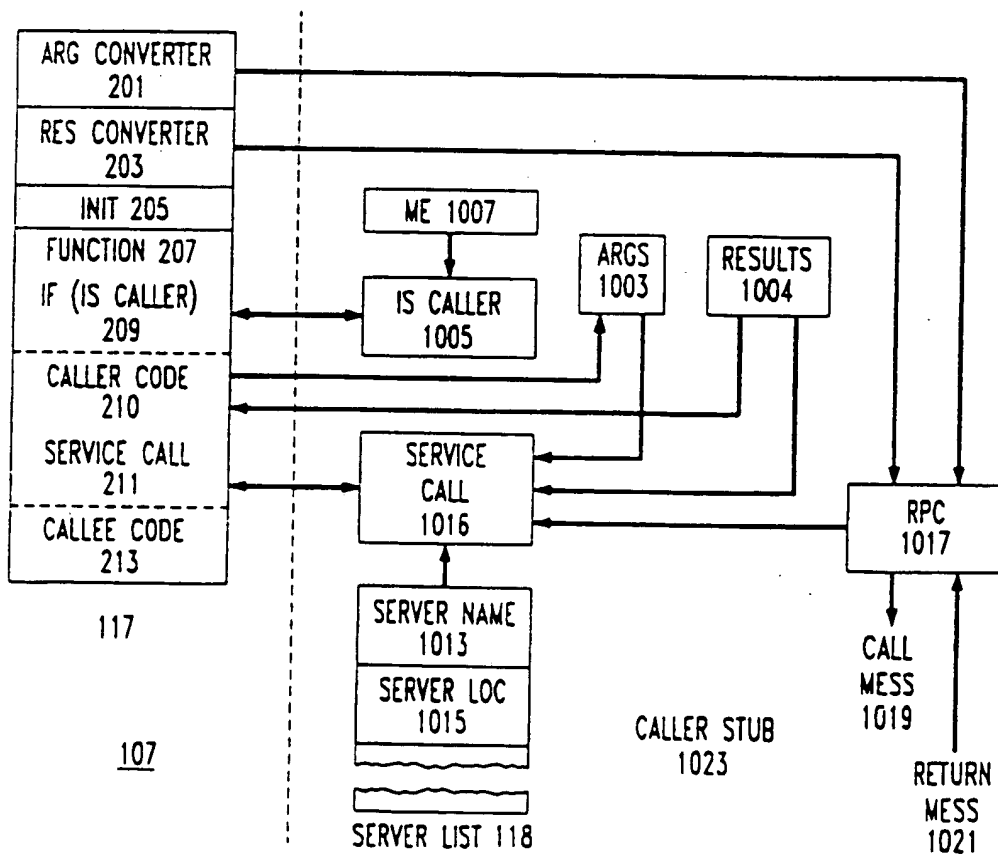 ARG CONVERTER
201
RES CONVERTER
203
INIT 205
FUNCTION 207
IF (IS CALLER)
209
CALLER CODE
210
SERVICE CALL
211
CALLEE CODE
213
117
107
ME 1007
IS CALLER
1005
ARGS
1003
RESULTS
1004
SERVICE
CALL
1016
SERVER NAME
1013
SERVER LOC
1015
SERVER LIST 118
RPC
1017
CALL
MESS
1019
CALLER STUB
1023
RETURN
MESS
1021